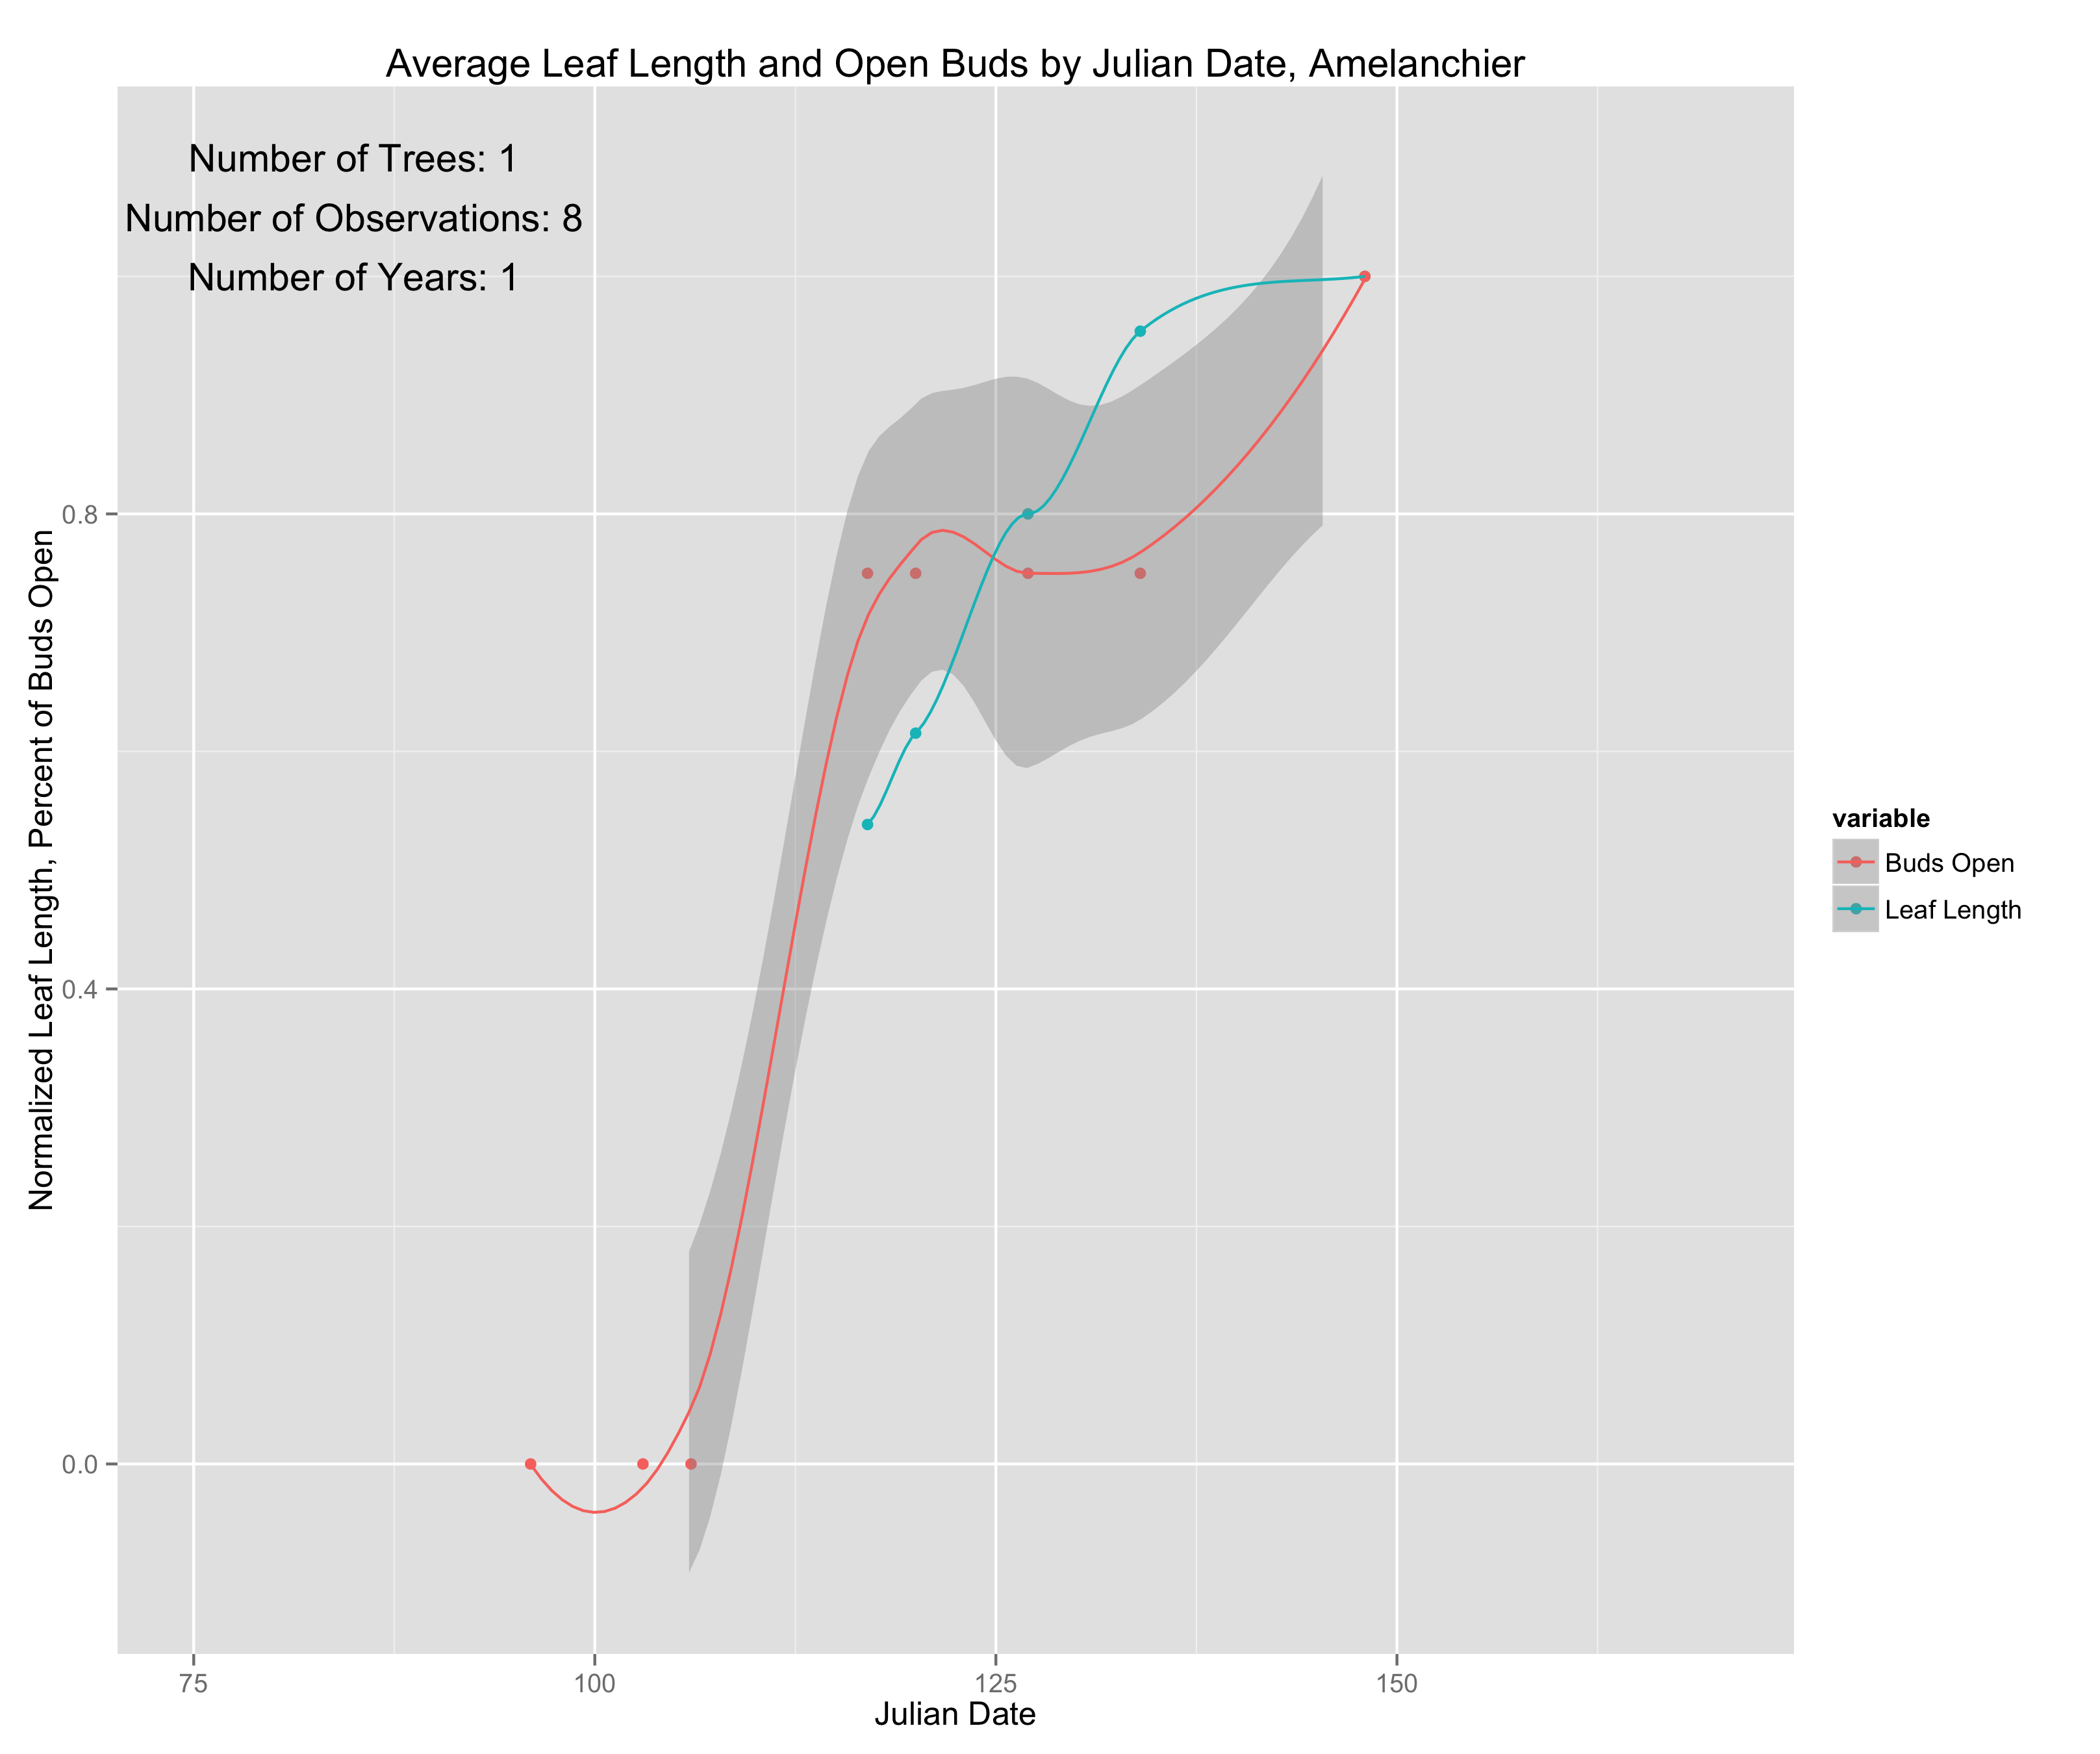 Average Leaf Length and Open Buds by Julian Date, Amelanchier
Number of Trees: 1
Number of Observations: 8
Number of Years: 1
Normalized Leaf Length, Percent of Buds Open
0.8
0.4
0.0
75
100
125
150
Julian Date
variable
Buds Open
Leaf Length